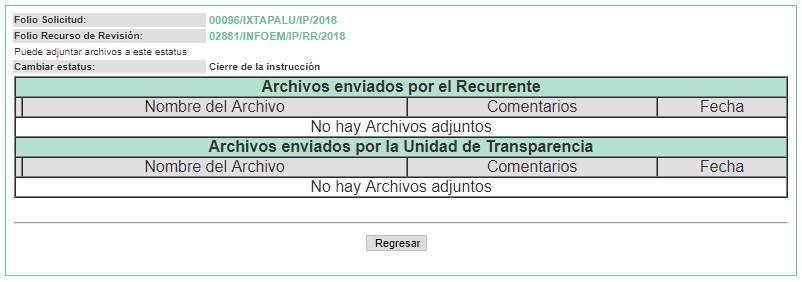 Folio Solicitud: 00096/IXTAPALU/IP/2018
Folio Recurso de Revisión: 02881/INFOEM/IP/RR/2018
Puede adjuntar archivos a este estatus
Cambiar estatus: Cierre de la instrucción
Archivos enviados por el Recurrente
Nombre del Archivo Comentarios Fecha
No hay Archivos adjuntos
Archivos enviados por la Unidad de Transparencia
Nombre del Archivo Comentarios Fecha
No hay Archivos adjuntos
Regresar